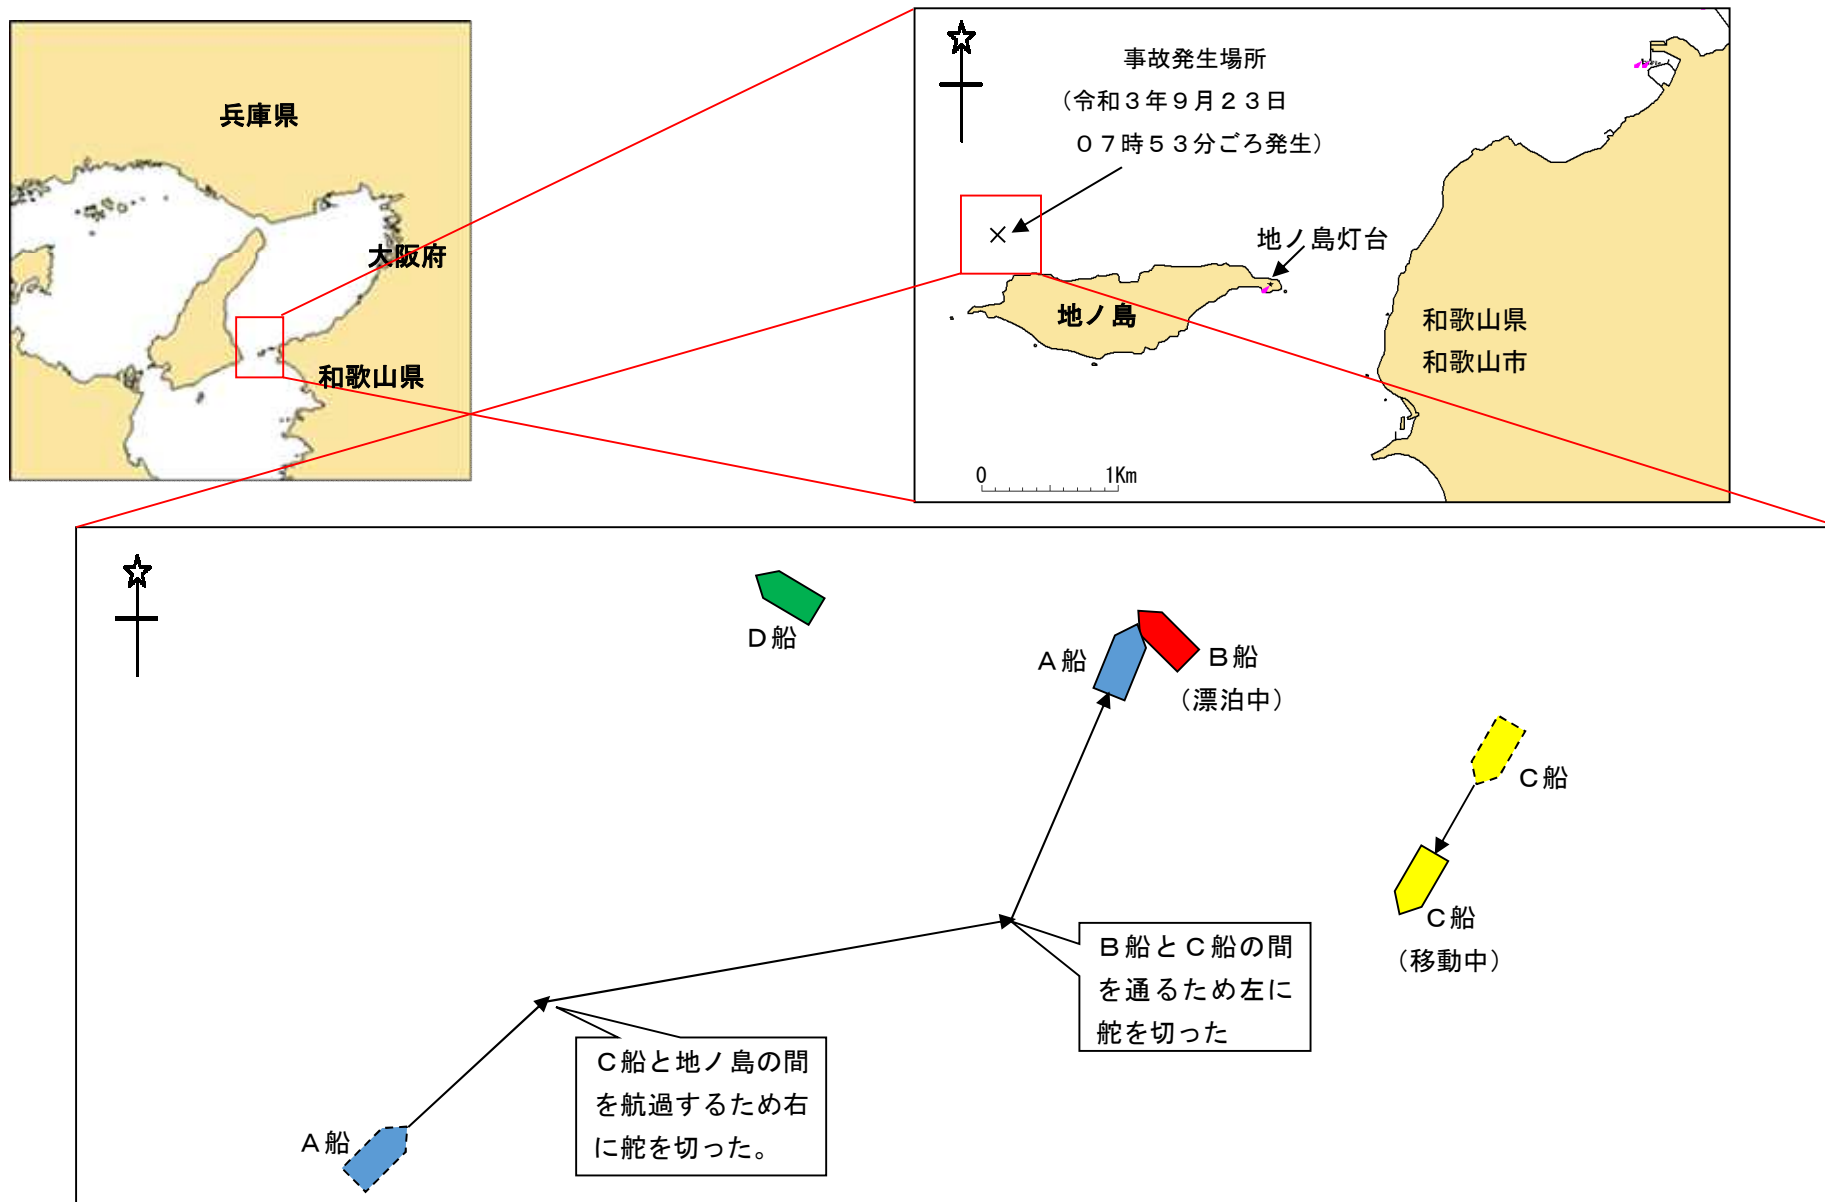 兵庫県
大阪府
和歌山県
事故発生場所
（令和３年９月２３日
０７時５３分ごろ発生）
地ノ島灯台
地ノ島
和歌山県
和歌山市
0
1Km
Ｄ船
Ａ船
Ｂ船
（漂泊中）
Ｃ船
Ｃ船
（移動中）
Ｂ船とＣ船の間
を通るため左に
舵を切った
Ｃ船と地ノ島の間
を航過するため右
に舵を切った。
Ａ船